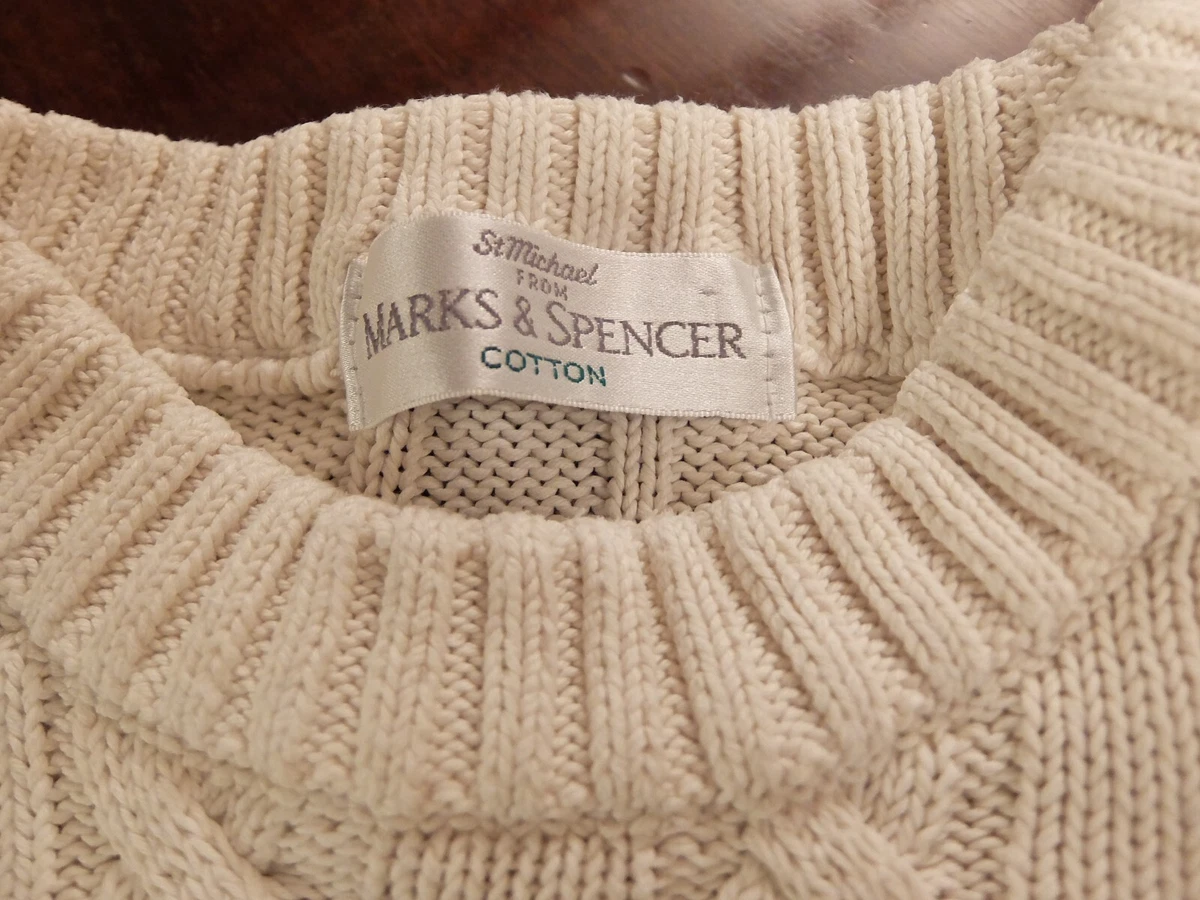 St Michael
FROM
MARKS & SPENCER
COTTON